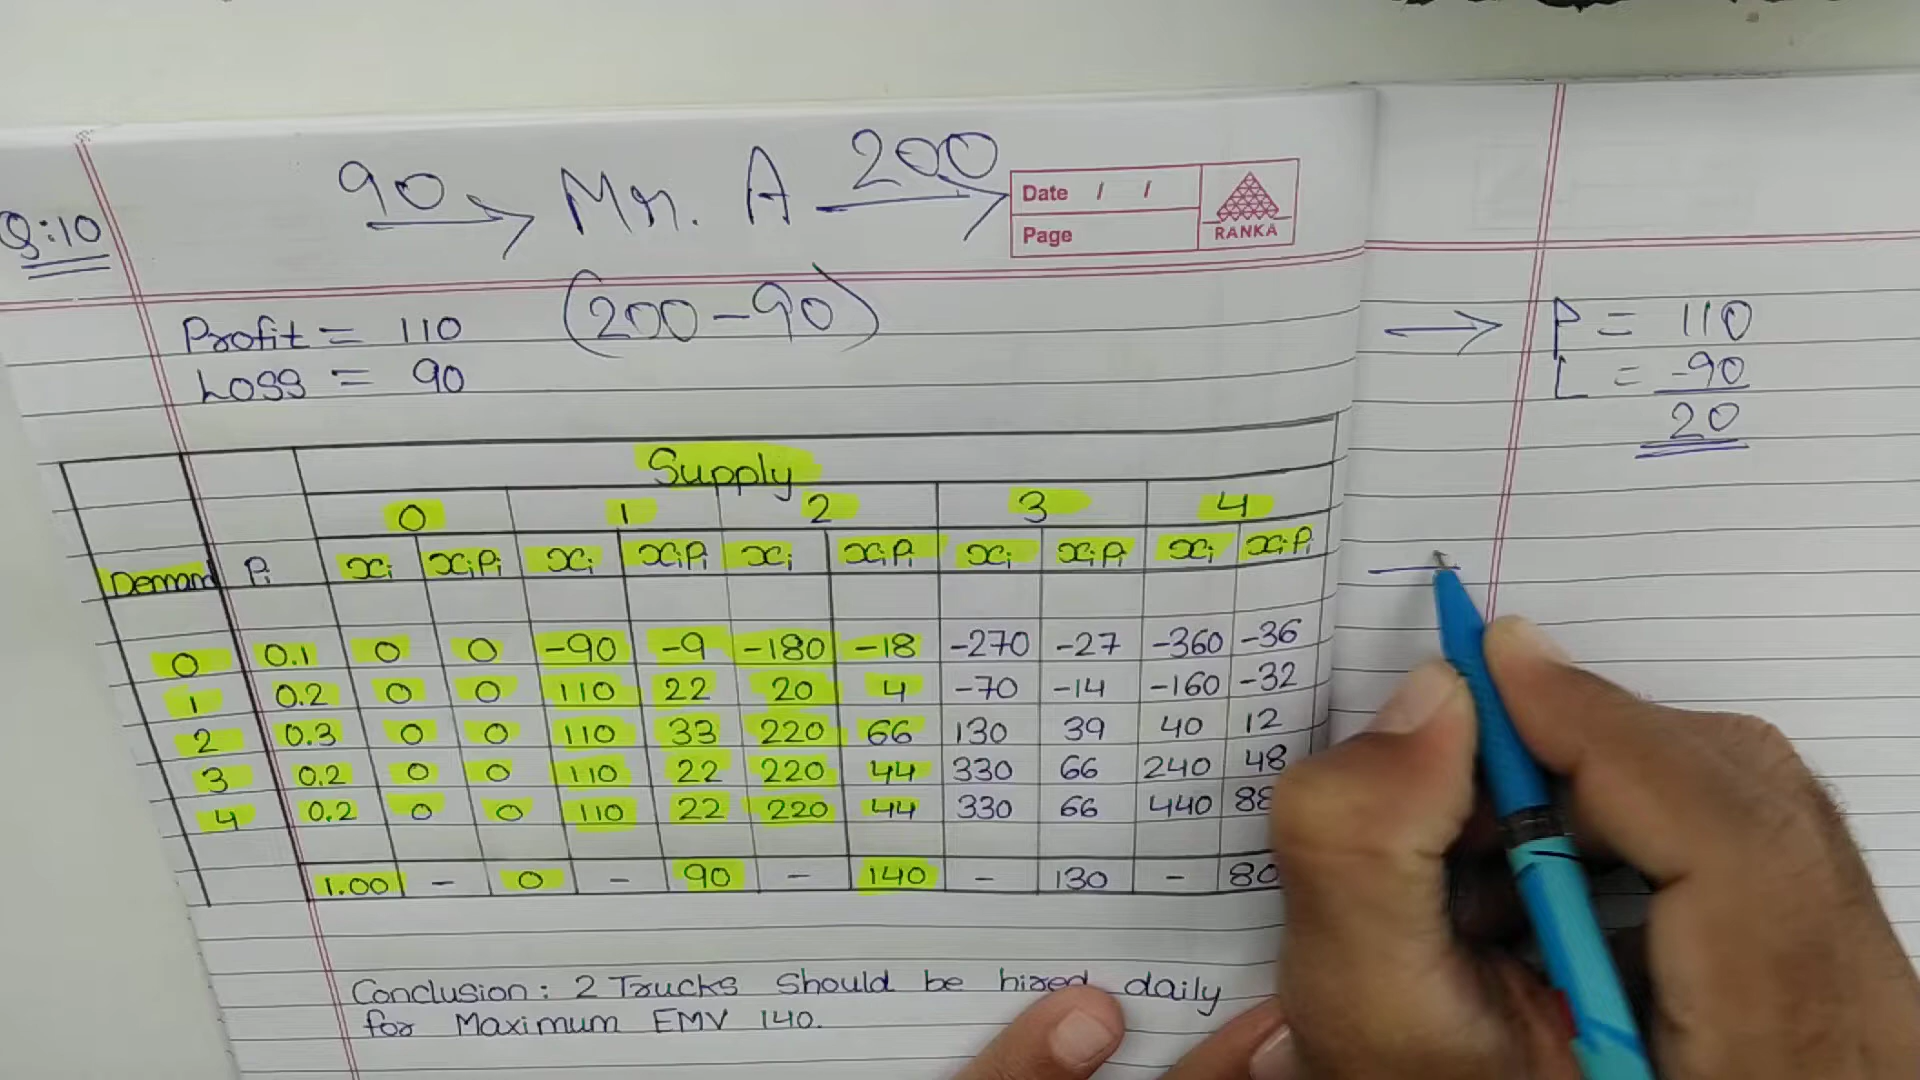 90 Mr. A 200
Date / /
Page
RANKA
Q:10
Profit = 110 (200-90)
Loss = 90
P = 110
L = -90
20
Supply
0 1 2 3 4
Demand Pi xi xiPi xi xiPi xi xiPi xi xiPi xi xiPi
0 0.1 0 0 -90 -9 -180 -18 -270 -27 -360 -36
1 0.2 0 0 110 22 20 4 -70 -14 -160 -32
2 0.3 0 0 110 33 220 66 130 39 40 12
3 0.2 0 0 110 22 220 44 330 66 240 48
4 0.2 0 0 110 22 220 44 330 66 440 88
1.00 - 0 - 90 - 140 - 130 - 80
Conclusion: 2 Trucks should be hired daily
for Maximum EMV 140.